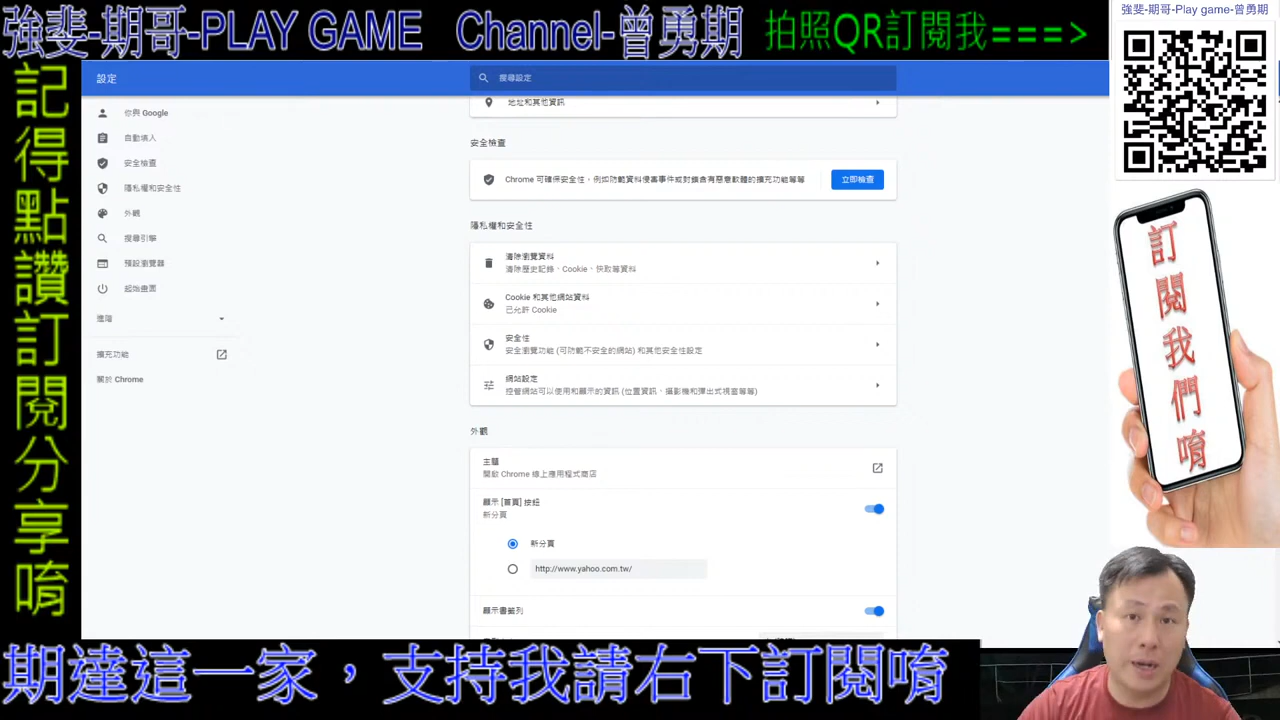 強斐-期哥-PLAY GAME Channel-曾勇期
拍照QR訂閱我===>
強斐-期哥-Play game-曾勇期
記得點讚訂閱分享唷
設定
搜尋設定
你與 Google
自動填入
安全檢查
隱私權和安全性
外觀
搜尋引擎
預設瀏覽器
起始畫面
進階
擴充功能
關於 Chrome
地址和其他資訊
安全檢查
Chrome 可確保安全性，例如防範資料侵害事件或封鎖含有惡意軟體的擴充功能等等
立即檢查
隱私權和安全性
清除瀏覽資料
清除歷史記錄、Cookie、快取等資料
Cookie 和其他網站資料
已允許 Cookie
安全性
安全瀏覽功能 (可防範不安全的網站) 和其他安全性設定
網站設定
控管網站可以使用和顯示的資訊 (位置資訊、攝影機和彈出式視窗等等)
外觀
主題
開啟 Chrome 線上應用程式商店
顯示 [首頁] 按鈕
新分頁
新分頁
http://www.yahoo.com.tw/
顯示書籤列
訂閱我們唷
期達這一家，支持我請右下訂閱唷